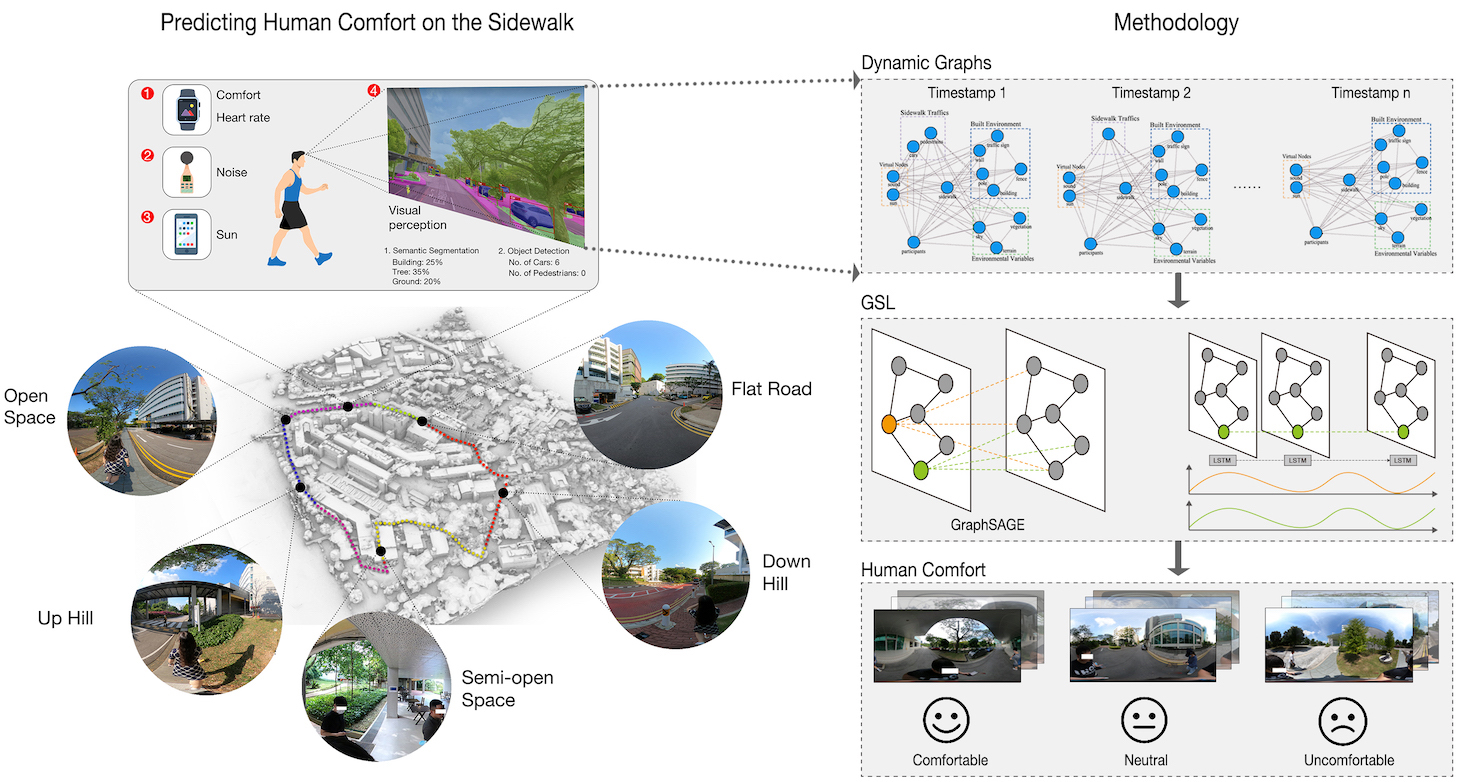 Predicting Human Comfort on the Sidewalk
Methodology
1
Comfort
Heart rate
2
Noise
3
Sun
4
Visual
perception
1. Semantic Segmentation
Building: 25%
Tree: 35%
Ground: 20%
2. Object Detection
No. of Cars: 6
No. of Pedestrians: 0
Open
Space
Flat Road
Up Hill
Down
Hill
Semi-open
Space
Dynamic Graphs
Timestamp 1
Sidewalk Traffics
pedestrains
cars
Built Environment
traffic sign
wall
fence
pole
building
Virtual Nodes
sound
sun
sidewalk
sky
vegetation
terrain
participants
Environmental Variables
Timestamp 2
Sidewalk Traffics
Built Environment
traffic sign
wall
fence
pole
building
Virtual Nodes
sound
sun
sidewalk
sky
vegetation
terrain
participants
Environmental Variables
......
Timestamp n
Built Environment
traffic sign
wall
fence
pole
building
Virtual Nodes
sound
sun
sidewalk
sky
vegetation
terrain
participants
Environmental Variables
GSL
GraphSAGE
LSTM
LSTM
LSTM
Human Comfort
Comfortable
Neutral
Uncomfortable